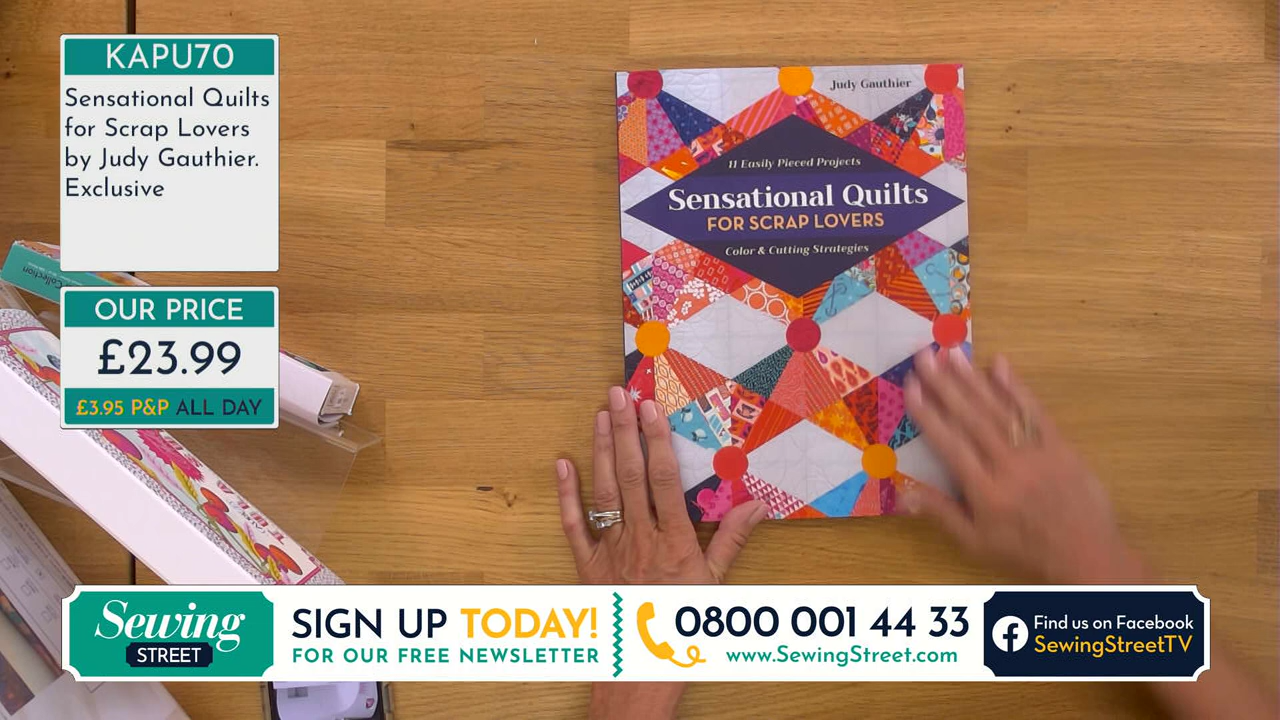 KAPU70
Sensational Quilts
for Scrap Lovers
by Judy Gauthier.
Exclusive
OUR PRICE
£23.99
£3.95 P&P ALL DAY
Collection
Judy Gauthier
11 Easily Pieced Projects
Sensational Quilts
FOR SCRAP LOVERS
Color & Cutting Strategies
Sewing
STREET
SIGN UP TODAY!
FOR OUR FREE NEWSLETTER
0800 001 44 33
www.SewingStreet.com
Find us on Facebook
SewingStreetTV